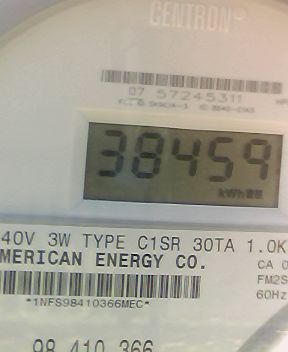 CENTRON®
07 57245311
38459
kWh
40V 3W TYPE C1SR 30TA 1.0K
MERICAN ENERGY CO.
CA 0
FM2S
60Hz
*1NFS98410366MEC*
98 410 366